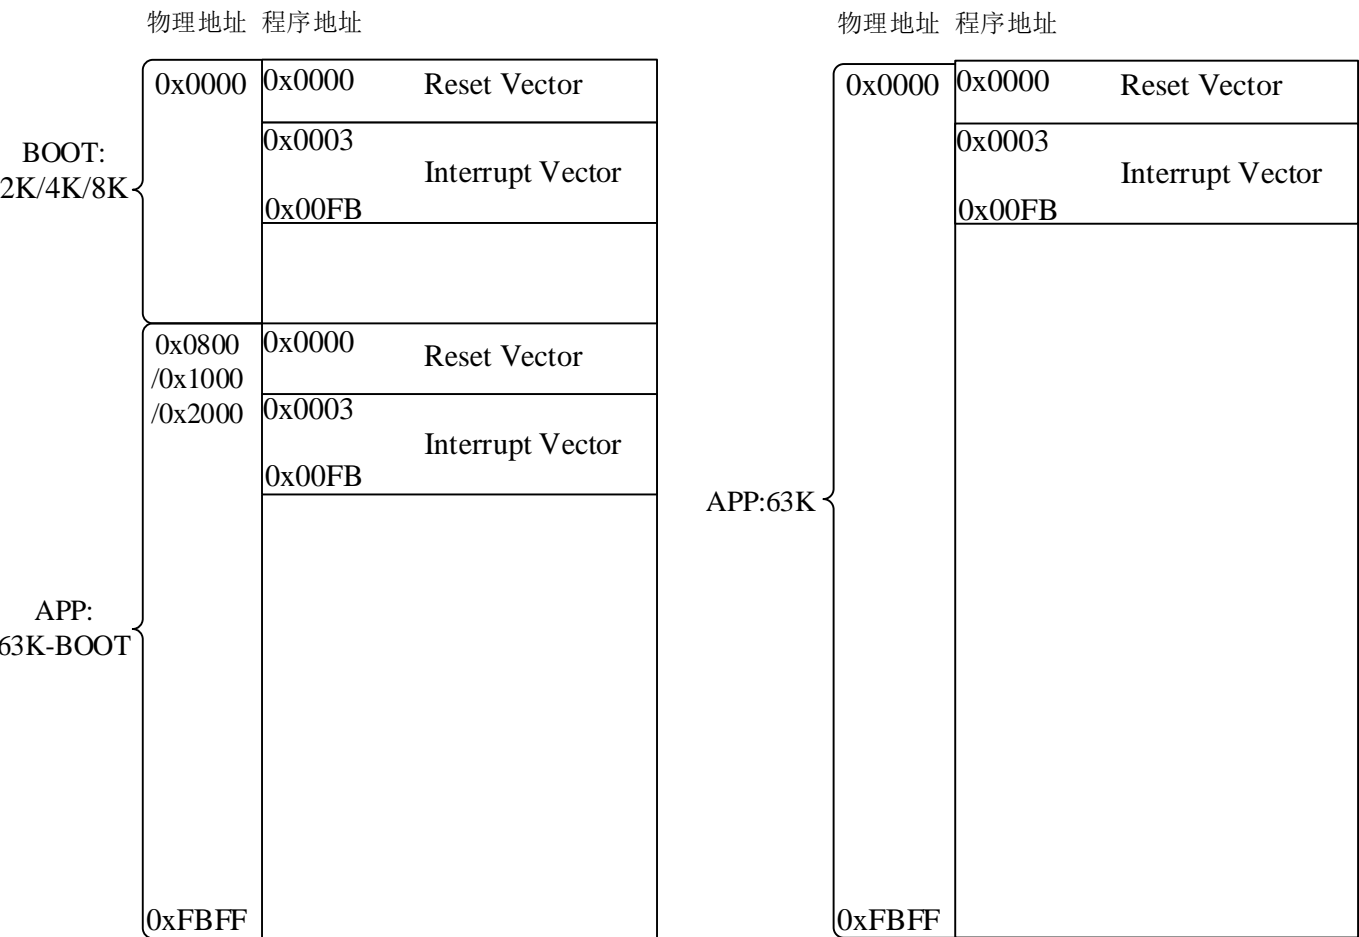 物理地址 程序地址
BOOT:
2K/4K/8K
0x0000
0x0000
Reset Vector
0x0003
Interrupt Vector
0x00FB
0x0800
/0x1000
/0x2000
0x0000
Reset Vector
0x0003
Interrupt Vector
0x00FB
APP:
63K-BOOT
0xFBFF
物理地址 程序地址
0x0000
0x0000
Reset Vector
0x0003
Interrupt Vector
0x00FB
APP:63K
0xFBFF